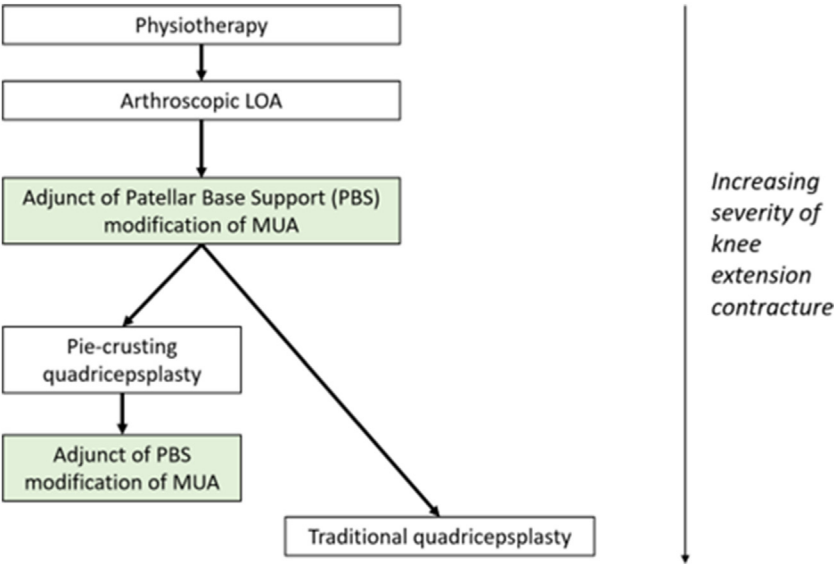 Physiotherapy
Arthroscopic LOA
Adjunct of Patellar Base Support (PBS)
modification of MUA
Pie-crusting
quadricepsplasty
Adjunct of PBS
modification of MUA
Traditional quadricepsplasty
Increasing
severity of
knee
extension
contracture